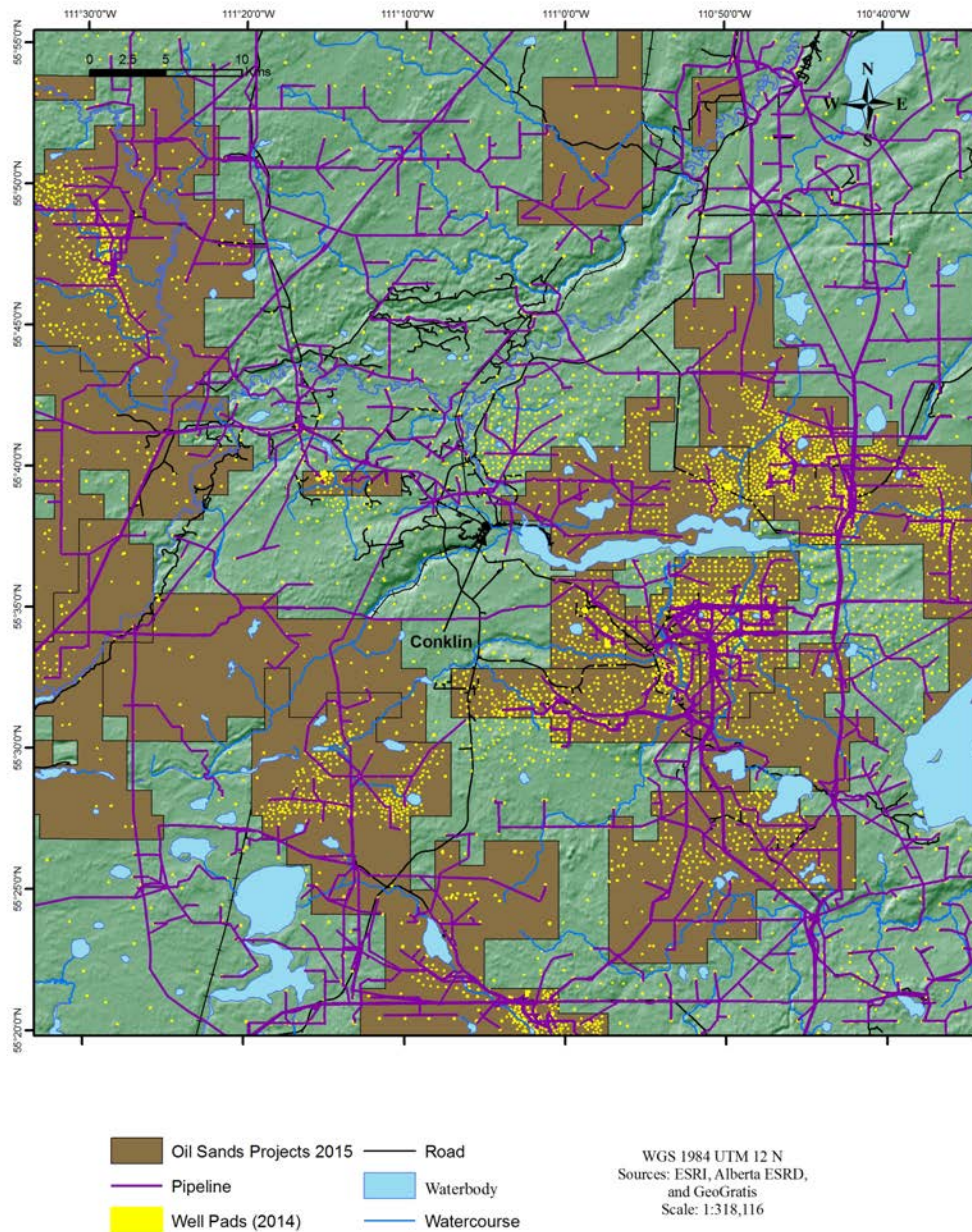 111°30'0"W 111°20'0"W 111°10'0"W 111°0'0"W 110°50'0"W 110°40'0"W
55°55'0"N
0 2.5 5 10
Kms
N
W E
S
55°50'0"N
55°45'0"N
55°40'0"N
55°35'0"N
Conklin
55°30'0"N
55°25'0"N
55°20'0"N
Oil Sands Projects 2015
Pipeline
Well Pads (2014)
Road
Waterbody
Watercourse
WGS 1984 UTM 12 N
Sources: ESRI, Alberta ESRD,
and GeoGratis
Scale: 1:318,116